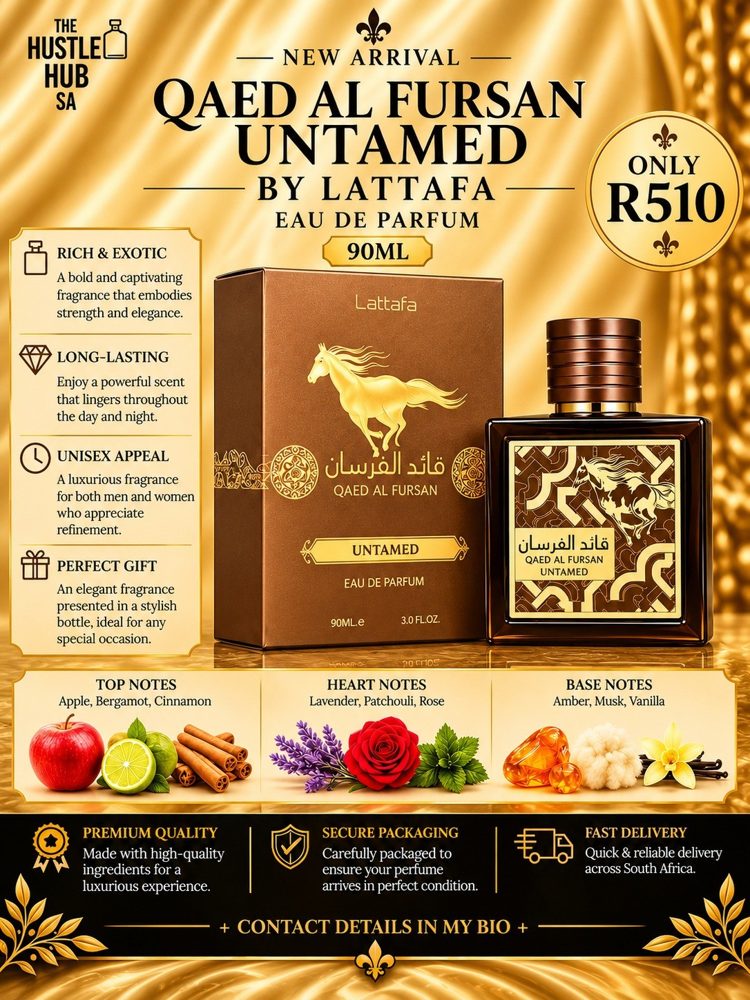 THE
HUSTLE
HUB
SA
NEW ARRIVAL
QAED AL FURSAN
UNTAMED
BY LATTAFA
EAU DE PARFUM
90ML
ONLY
R510
RICH & EXOTIC
A bold and captivating
fragrance that embodies
strength and elegance.
LONG-LASTING
Enjoy a powerful scent
that lingers throughout
the day and night.
UNISEX APPEAL
A luxurious fragrance
for both men and women
who appreciate
refinement.
PERFECT GIFT
An elegant fragrance
presented in a stylish
bottle, ideal for any
special occasion.
Lattafa
قائد الفرسان
QAED AL FURSAN
UNTAMED
EAU DE PARFUM
90ML.e 3.0 FL.OZ.
قائد الفرسان
QAED AL FURSAN
UNTAMED
TOP NOTES
Apple, Bergamot, Cinnamon
HEART NOTES
Lavender, Patchouli, Rose
BASE NOTES
Amber, Musk, Vanilla
PREMIUM QUALITY
Made with high-quality
ingredients for a
luxurious experience.
SECURE PACKAGING
Carefully packaged to
ensure your perfume
arrives in perfect condition.
FAST DELIVERY
Quick & reliable delivery
across South Africa.
+ CONTACT DETAILS IN MY BIO +